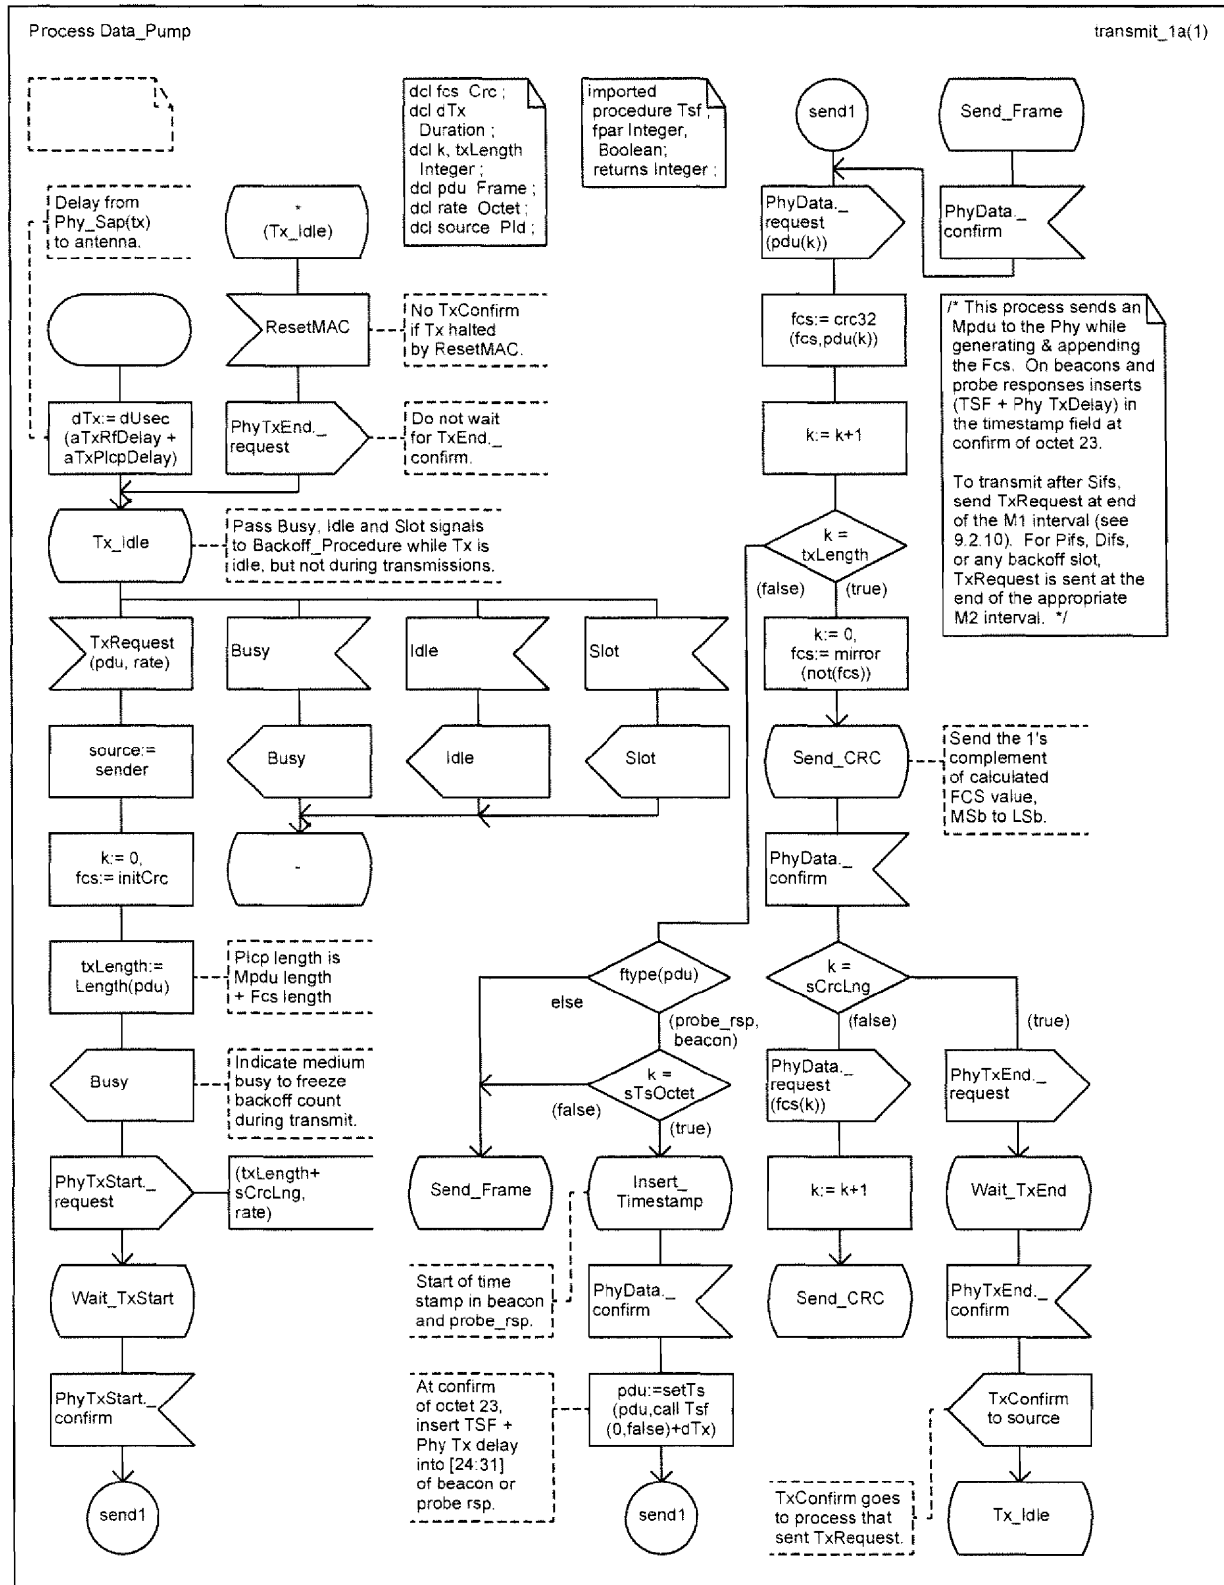 Process Data_Pump
transmit_1a(1)
dcl fcs Crc ;
dcl dTx
Duration ;
dcl k, txLength
Integer ;
dcl pdu Frame ;
dcl rate Octet ;
dcl source PId ;
imported
procedure Tsf ;
fpar Integer,
Boolean;
returns Integer ;
send1
Send_Frame
Delay from
Phy_Sap(tx)
to antenna.
*
(Tx_Idle)
PhyData._
request
(pdu(k))
PhyData._
confirm
ResetMAC
No TxConfirm
if Tx halted
by ResetMAC.
fcs:= crc32
(fcs,pdu(k))
/* This process sends an
Mpdu to the Phy while
generating & appending
the Fcs. On beacons and
probe responses inserts
(TSF + Phy TxDelay) in
the timestamp field at
confirm of octet 23.
To transmit after Sifs,
send TxRequest at end
of the M1 interval (see
9.2.10). For Pifs, Difs,
or any backoff slot,
TxRequest is sent at the
end of the appropriate
M2 interval. */
dTx:= dUsec
(aTxRfDelay +
aTxPlcpDelay)
PhyTxEnd._
request
Do not wait
for TxEnd._
confirm.
k:= k+1
Tx_Idle
Pass Busy, Idle and Slot signals
to Backoff_Procedure while Tx is
idle, but not during transmissions.
k =
txLength
(false)
(true)
TxRequest
(pdu, rate)
Busy
Idle
Slot
k:= 0,
fcs:= mirror
(not(fcs))
source:=
sender
Busy
Idle
Slot
Send_CRC
Send the 1's
complement
of calculated
FCS value,
MSb to LSb.
k:= 0,
fcs:= initCrc
-
PhyData._
confirm
txLength:=
Length(pdu)
Plcp length is
Mpdu length
+ Fcs length
ftype(pdu)
else
(probe_rsp,
beacon)
k =
sCrcLng
(false)
(true)
Busy
Indicate medium
busy to freeze
backoff count
during transmit.
k =
sTsOctet
(false)
(true)
PhyData._
request
(fcs(k))
PhyTxEnd._
request
PhyTxStart._
request
(txLength+
sCrcLng,
rate)
Send_Frame
Insert_
Timestamp
k:= k+1
Wait_TxEnd
Wait_TxStart
Start of time
stamp in beacon
and probe_rsp.
PhyData._
confirm
Send_CRC
PhyTxEnd._
confirm
PhyTxStart._
confirm
At confirm
of octet 23,
insert TSF +
Phy Tx delay
into [24:31]
of beacon or
probe rsp.
pdu:=setTs
(pdu,call Tsf
(0,false)+dTx)
TxConfirm
to source
send1
send1
TxConfirm goes
to process that
sent TxRequest.
Tx_Idle